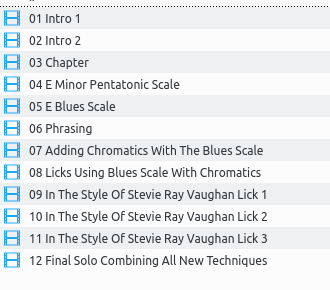 01 Intro 1
02 Intro 2
03 Chapter
04 E Minor Pentatonic Scale
05 E Blues Scale
06 Phrasing
07 Adding Chromatics With The Blues Scale
08 Licks Using Blues Scale With Chromatics
09 In The Style Of Stevie Ray Vaughan Lick 1
10 In The Style Of Stevie Ray Vaughan Lick 2
11 In The Style Of Stevie Ray Vaughan Lick 3
12 Final Solo Combining All New Techniques